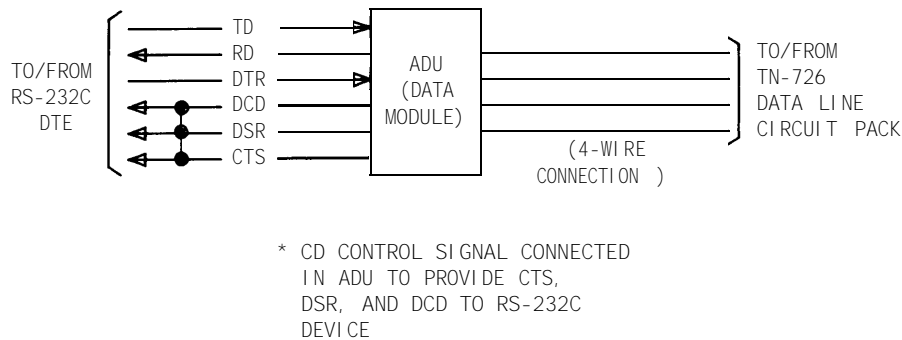 TD
RD
DTR
DCD
DSR
CTS
TO/FROM
RS-232C
DTE
ADU
(DATA
MODULE)
(4-WIRE
CONNECTION )
TO/FROM
TN-726
DATA LINE
CIRCUIT PACK
* CD CONTROL SIGNAL CONNECTED
IN ADU TO PROVIDE CTS,
DSR, AND DCD TO RS-232C
DEVICE